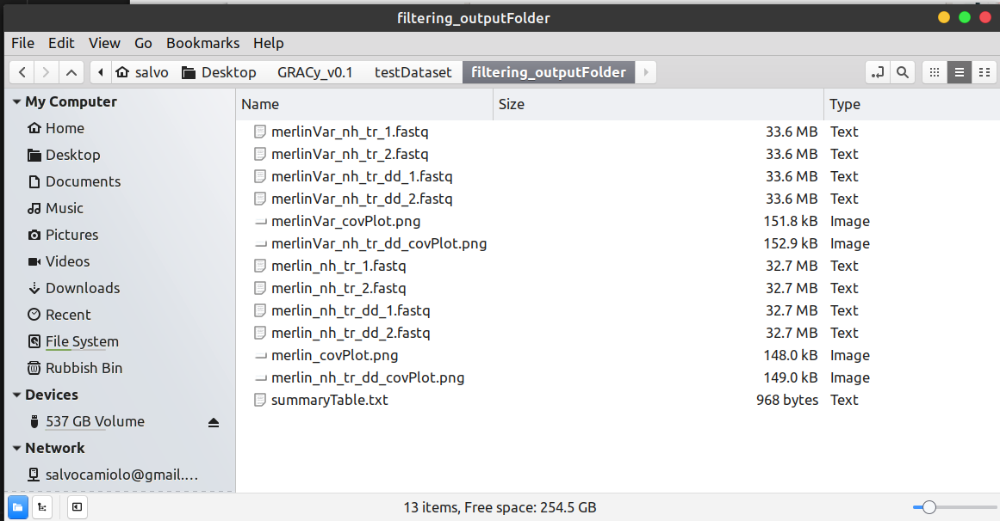 filtering_outputFolder
File Edit View Go Bookmarks Help
salvo Desktop GRACy_v0.1 testDataset filtering_outputFolder
My Computer
Home
Desktop
Documents
Music
Pictures
Videos
Downloads
Recent
File System
Rubbish Bin
Devices
537 GB Volume
Network
salvocamiolo@gmail....
Name Size Type
merlinVar_nh_tr_1.fastq 33.6 MB Text
merlinVar_nh_tr_2.fastq 33.6 MB Text
merlinVar_nh_tr_dd_1.fastq 33.6 MB Text
merlinVar_nh_tr_dd_2.fastq 33.6 MB Text
merlinVar_covPlot.png 151.8 kB Image
merlinVar_nh_tr_dd_covPlot.png 152.9 kB Image
merlin_nh_tr_1.fastq 32.7 MB Text
merlin_nh_tr_2.fastq 32.7 MB Text
merlin_nh_tr_dd_1.fastq 32.7 MB Text
merlin_nh_tr_dd_2.fastq 32.7 MB Text
merlin_covPlot.png 148.0 kB Image
merlin_nh_tr_dd_covPlot.png 149.0 kB Image
summaryTable.txt 968 bytes Text
13 items, Free space: 254.5 GB